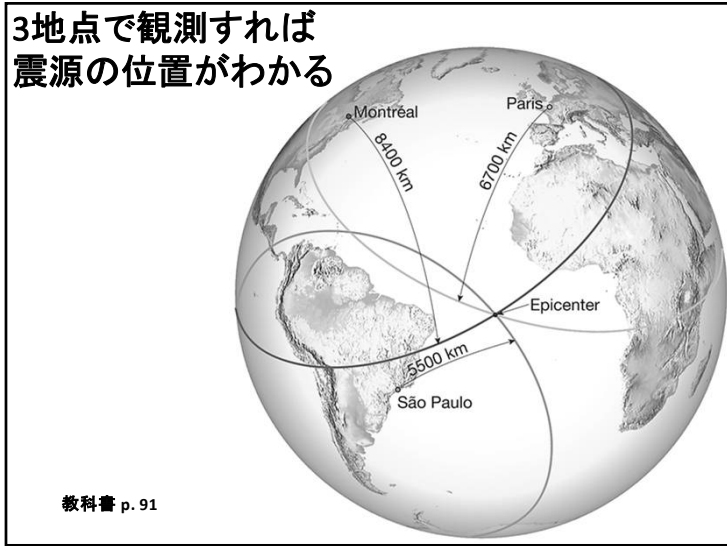 3地点で観測すれば
震源の位置がわかる
Montréal
Paris
8400 km
6700 km
Epicenter
5500 km
São Paulo
教科書 p. 91